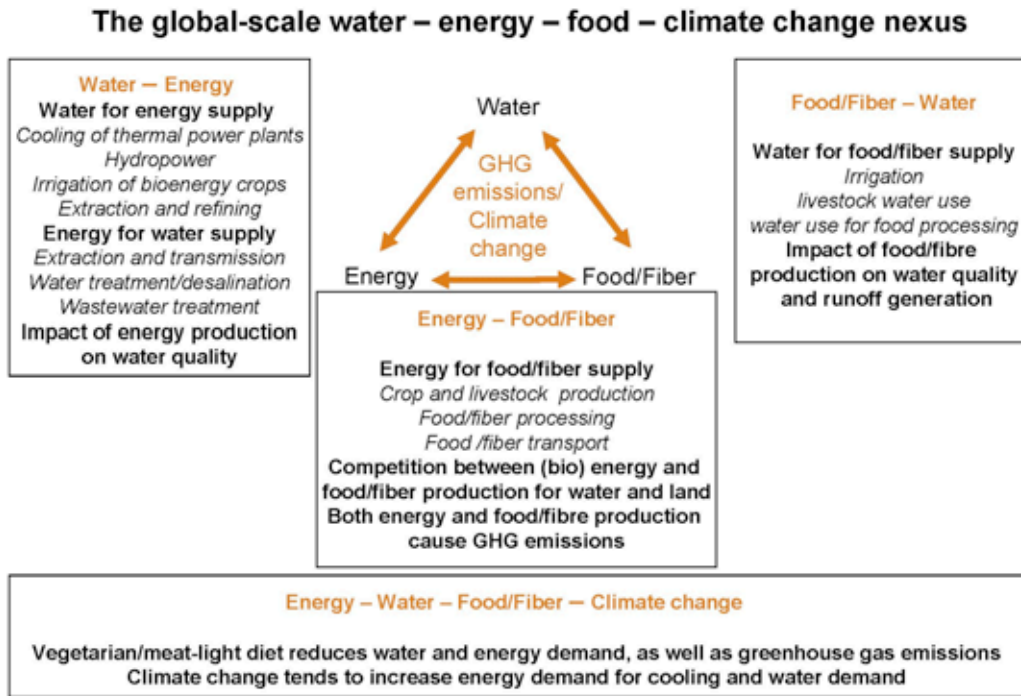 The global-scale water – energy – food – climate change nexus
Water – Energy
Water for energy supply
Cooling of thermal power plants
Hydropower
Irrigation of bioenergy crops
Extraction and refining
Energy for water supply
Extraction and transmission
Water treatment/desalination
Wastewater treatment
Impact of energy production
on water quality
Water
GHG
emissions/
Climate
change
Energy
Food/Fiber
Food/Fiber – Water
Water for food/fiber supply
Irrigation
livestock water use
water use for food processing
Impact of food/fibre
production on water quality
and runoff generation
Energy – Food/Fiber
Energy for food/fiber supply
Crop and livestock production
Food/fiber processing
Food /fiber transport
Competition between (bio) energy and
food/fiber production for water and land
Both energy and food/fibre production
cause GHG emissions
Energy – Water – Food/Fiber – Climate change
Vegetarian/meat-light diet reduces water and energy demand, as well as greenhouse gas emissions
Climate change tends to increase energy demand for cooling and water demand